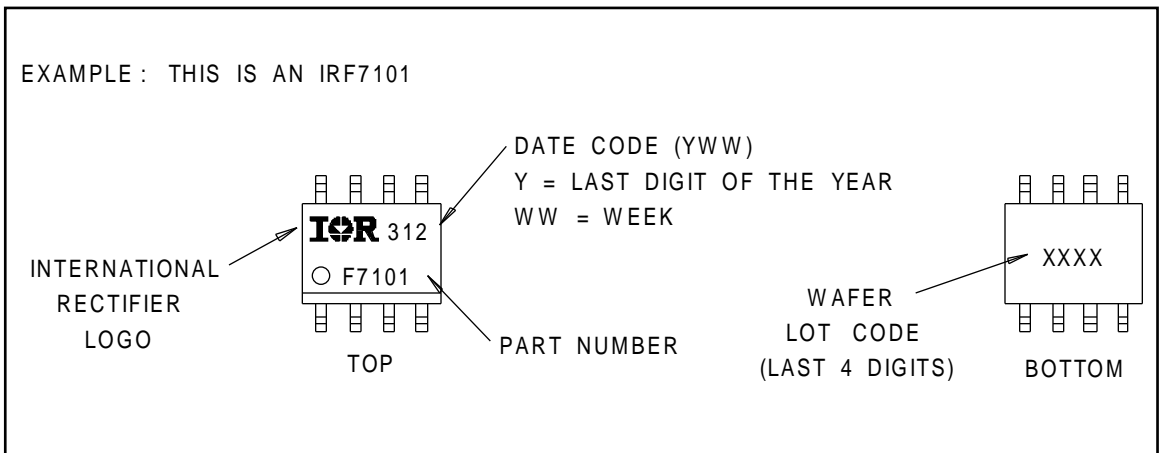 EXAMPLE : THIS IS AN IRF7101
DATE CODE (YWW)
Y = LAST DIGIT OF THE YEAR
WW = WEEK
IOR 312
F7101
INTERNATIONAL
RECTIFIER
LOGO
TOP
PART NUMBER
XXXX
WAFER
LOT CODE
(LAST 4 DIGITS)
BOTTOM